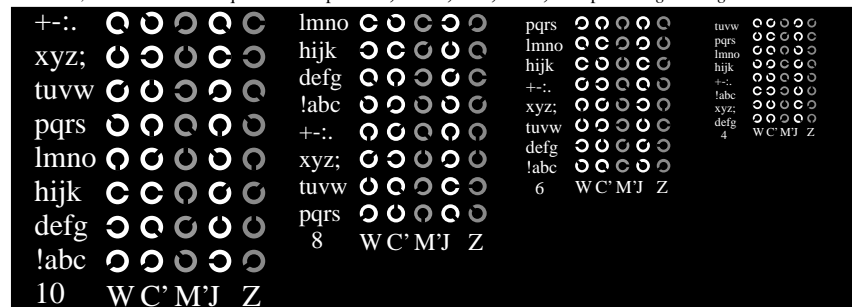 +-:.
xyz;
tuvw
pqrs
lmno
hijk
defg
!abc
10 W C' M'J Z
lmno
hijk
defg
!abc
+-:.
xyz;
tuvw
pqrs
8 W C' M'J Z
pqrs
lmno
hijk
+-:.
xyz;
tuvw
defg
!abc
6 W C' M'J Z
tuvw
pqrs
lmno
hijk
+-:.
!abc
xyz;
defg
4 W C' M'J Z